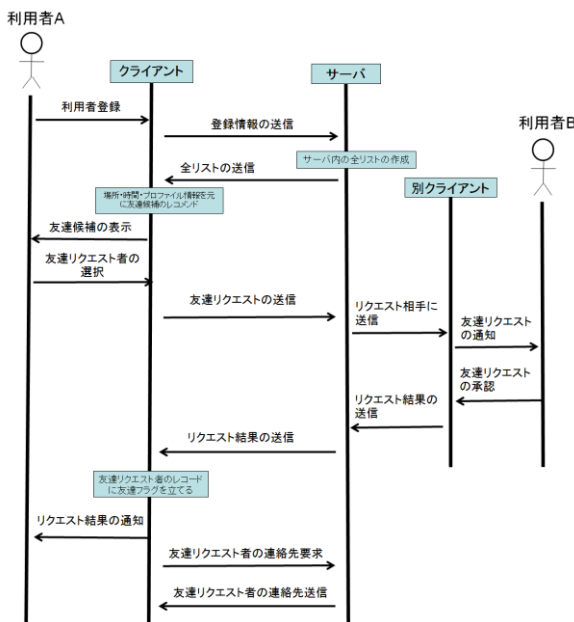 利用者A
クライアント
サーバ
利用者登録
登録情報の送信
利用者B
サーバ内の全リストの作成
全リストの送信
別クライアント
場所・時間・プロファイル情報を元
に友達候補のレコメンド
友達候補の表示
友達リクエスト者の
選択
友達リクエストの送信
リクエスト相手に
送信
友達リクエスト
の通知
友達リクエスト
の承認
リクエスト結果の
送信
リクエスト結果の送信
友達リクエスト者のレコード
に友達フラグを立てる
リクエスト結果の通知
友達リクエスト者の連絡先要求
友達リクエスト者の連絡先送信